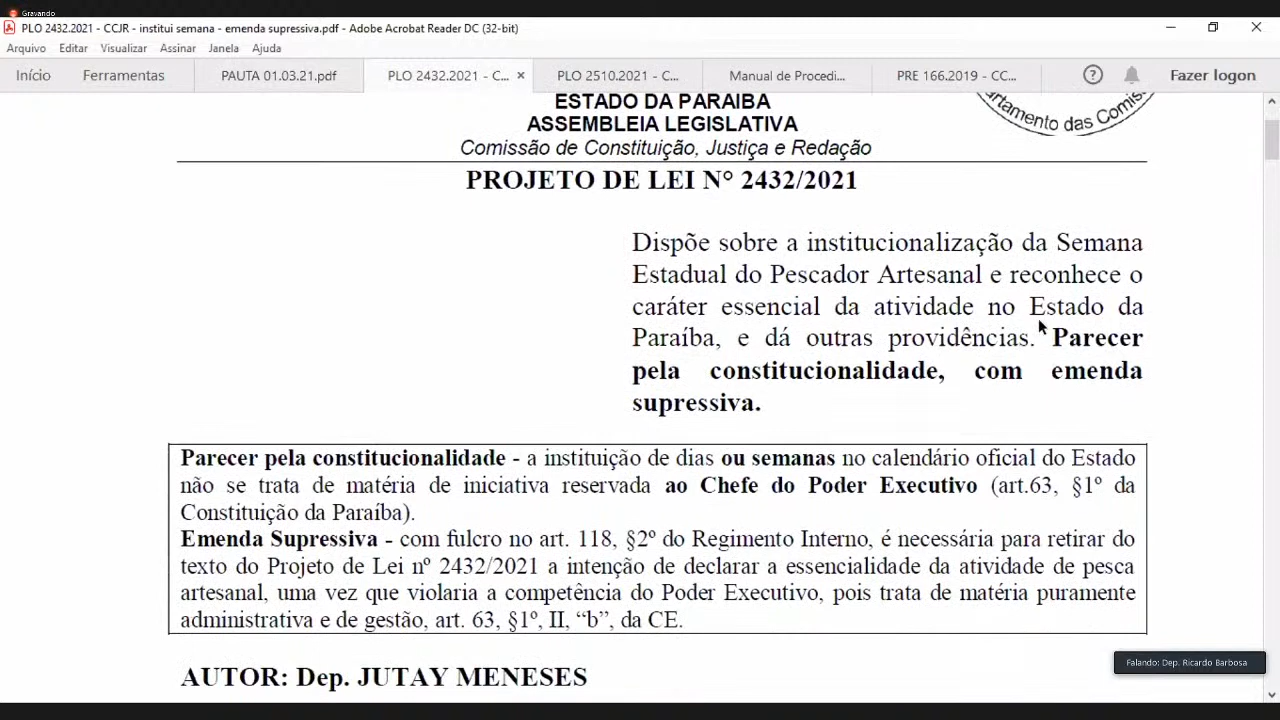 Gravando
PLO 2432.2021 - CCJR - institui semana - emenda supressiva.pdf - Adobe Acrobat Reader DC (32-bit)
Arquivo Editar Visualizar Assinar Janela Ajuda
Início Ferramentas PAUTA 01.03.21.pdf PLO 2432.2021 - C... × PLO 2510.2021 - C... Manual de Procedi... PRE 166.2019 - CC... Fazer logon
ESTADO DA PARAIBA
ASSEMBLEIA LEGISLATIVA
Comissão de Constituição, Justiça e Redação
artamento das Comiss
PROJETO DE LEI N° 2432/2021
Dispõe sobre a institucionalização da Semana
Estadual do Pescador Artesanal e reconhece o
caráter essencial da atividade no Estado da
Paraíba, e dá outras providências. Parecer
pela constitucionalidade, com emenda
supressiva.
Parecer pela constitucionalidade - a instituição de dias ou semanas no calendário oficial do Estado
não se trata de matéria de iniciativa reservada ao Chefe do Poder Executivo (art.63, §1º da
Constituição da Paraíba).
Emenda Supressiva - com fulcro no art. 118, §2º do Regimento Interno, é necessária para retirar do
texto do Projeto de Lei nº 2432/2021 a intenção de declarar a essencialidade da atividade de pesca
artesanal, uma vez que violaria a competência do Poder Executivo, pois trata de matéria puramente
administrativa e de gestão, art. 63, §1º, II, “b”, da CE.
AUTOR: Dep. JUTAY MENESES
Falando: Dep. Ricardo Barbosa